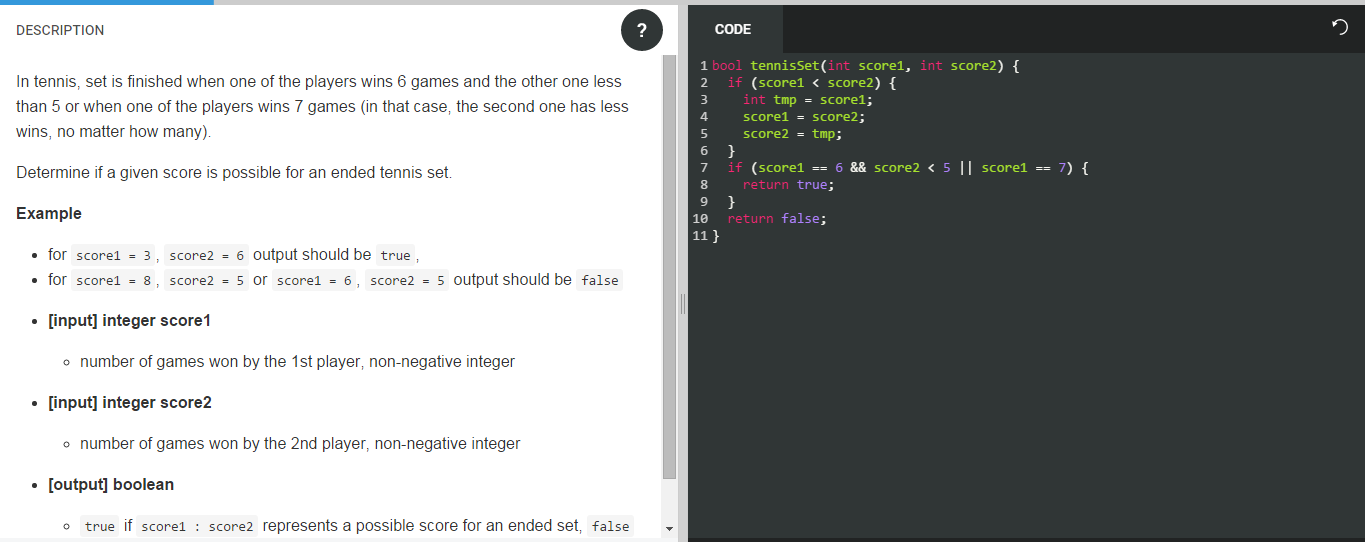 DESCRIPTION
?
In tennis, set is finished when one of the players wins 6 games and the other one less
than 5 or when one of the players wins 7 games (in that case, the second one has less
wins, no matter how many).
Determine if a given score is possible for an ended tennis set.
Example
• for score1 = 3 , score2 = 6 output should be true ,
• for score1 = 8 , score2 = 5 or score1 = 6 , score2 = 5 output should be false
• [input] integer score1
◦ number of games won by the 1st player, non-negative integer
• [input] integer score2
◦ number of games won by the 2nd player, non-negative integer
• [output] boolean
◦ true if score1 : score2 represents a possible score for an ended set, false
CODE
1 bool tennisSet(int score1, int score2) {
2   if (score1 < score2) {
3     int tmp = score1;
4     score1 = score2;
5     score2 = tmp;
6   }
7   if (score1 == 6 && score2 < 5 || score1 == 7) {
8     return true;
9   }
10   return false;
11 }